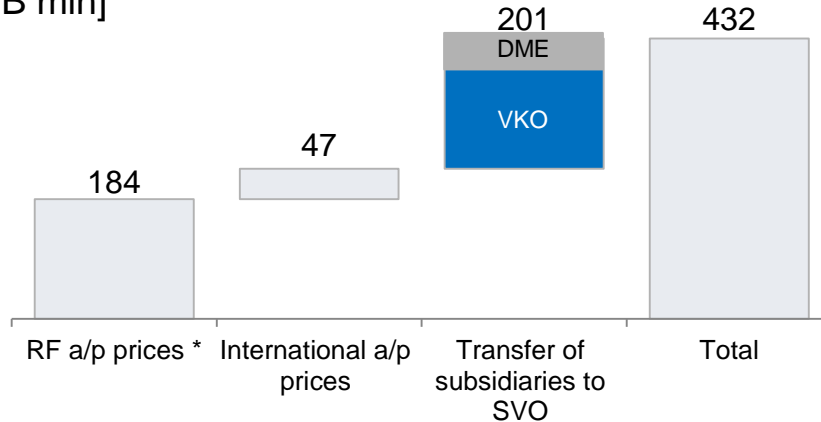 B mln]
201
432
DME
VKO
47
184
RF a/p prices *
International a/p
prices
Transfer of
subsidiaries to
SVO
Total